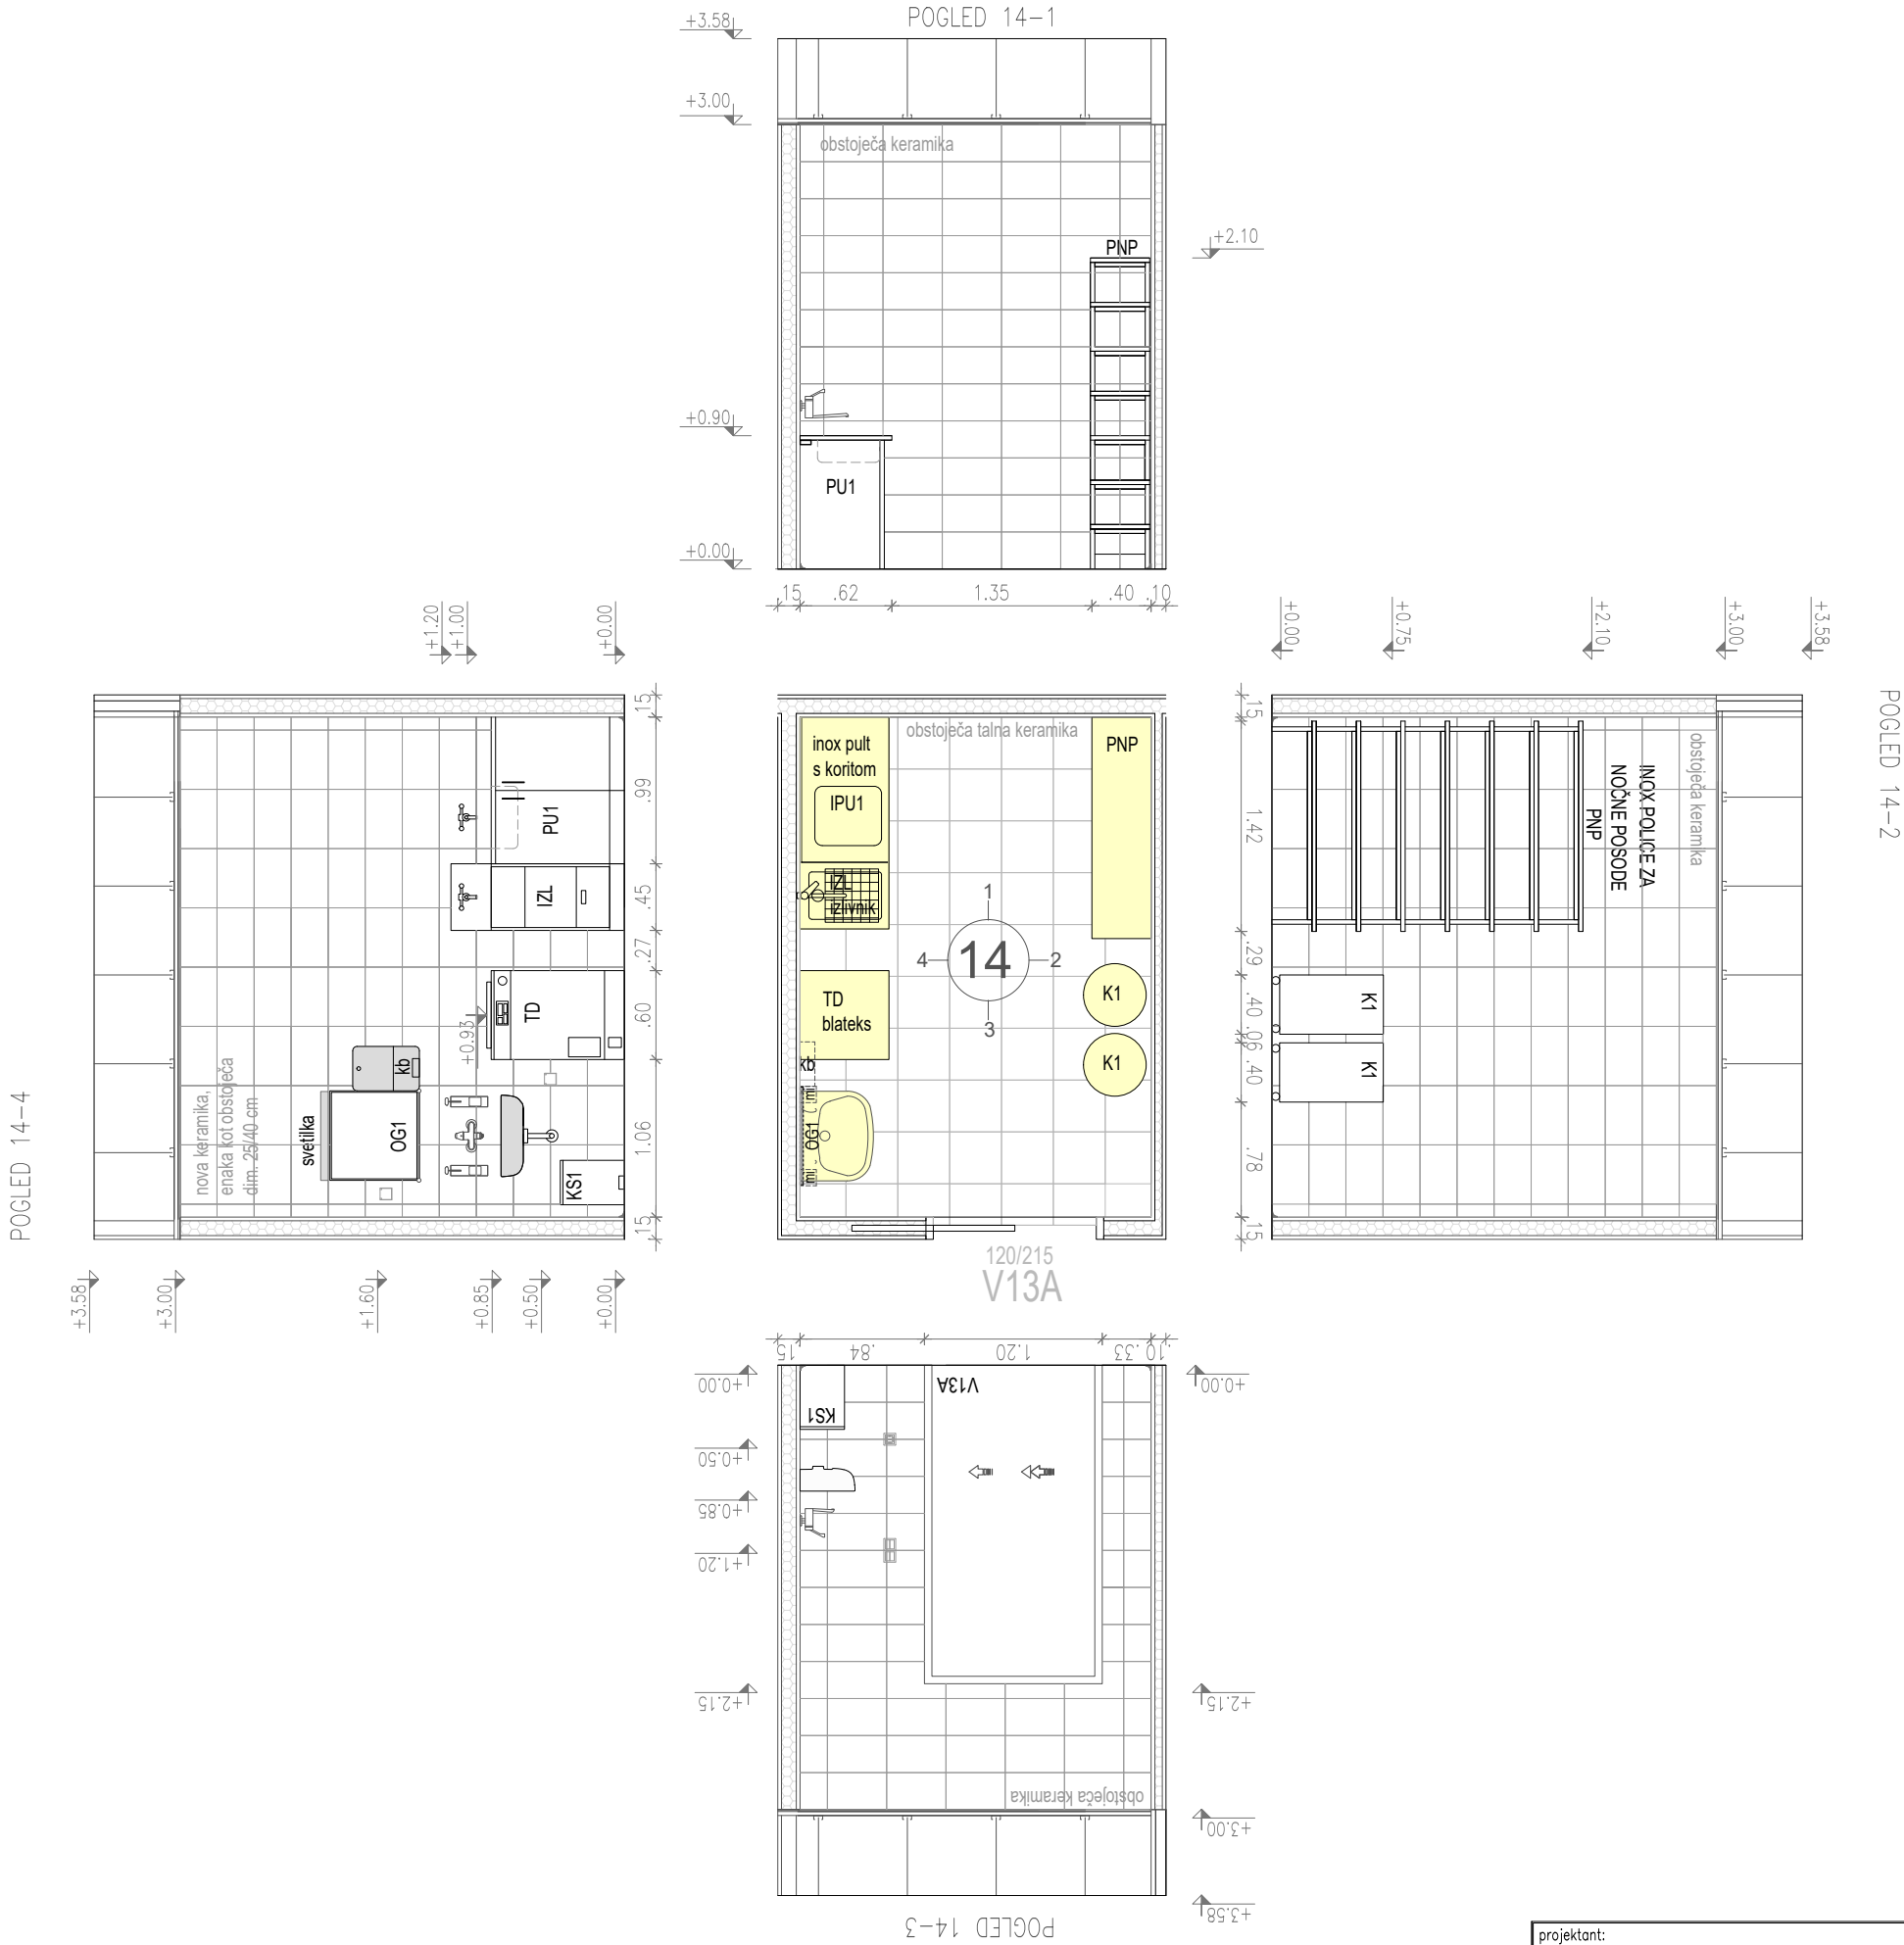 POGLED 14-1
+3.58
+3.00
obstoječa keramika
PNP
+2.10
+0.90
PU1
+0.00
.15 .62 1.35 .40 .10
POGLED 14-4
+1.20
+1.00
+0.00
.15
.99
.45
.27
.60
1.06
.15
PU1
IZL
TD
+0.93
kb
OG1
svetilka
KS1
nova keramika,
enaka kot obstoječa
dim. 25/40 cm
+3.58
+3.00
+1.60
+0.85
+0.50
+0.00
obstoječa talna keramika
inox pult
s koritom
IPU1
PNP
IZL
izlivnik
1
4 14 2
3
TD
blateks
K1
K1
kb
mil
OG1
mil
120/215
V13A
POGLED 14-2
+0.00
+0.75
+2.10
+3.00
+3.58
.15
1.42
.29
.40
.06
.40
.78
.15
obstoječa keramka
INOX POLICE ZA
NOČNE POSODE
PNP
K1
K1
.15 .84 1.20 .33 .10
+0.00
+0.00
V13A
KS1
+0.50
+0.85
+1.20
+2.15
+2.15
obstoječa keramika
+3.00
+3.58
POGLED 14-3
projektant: